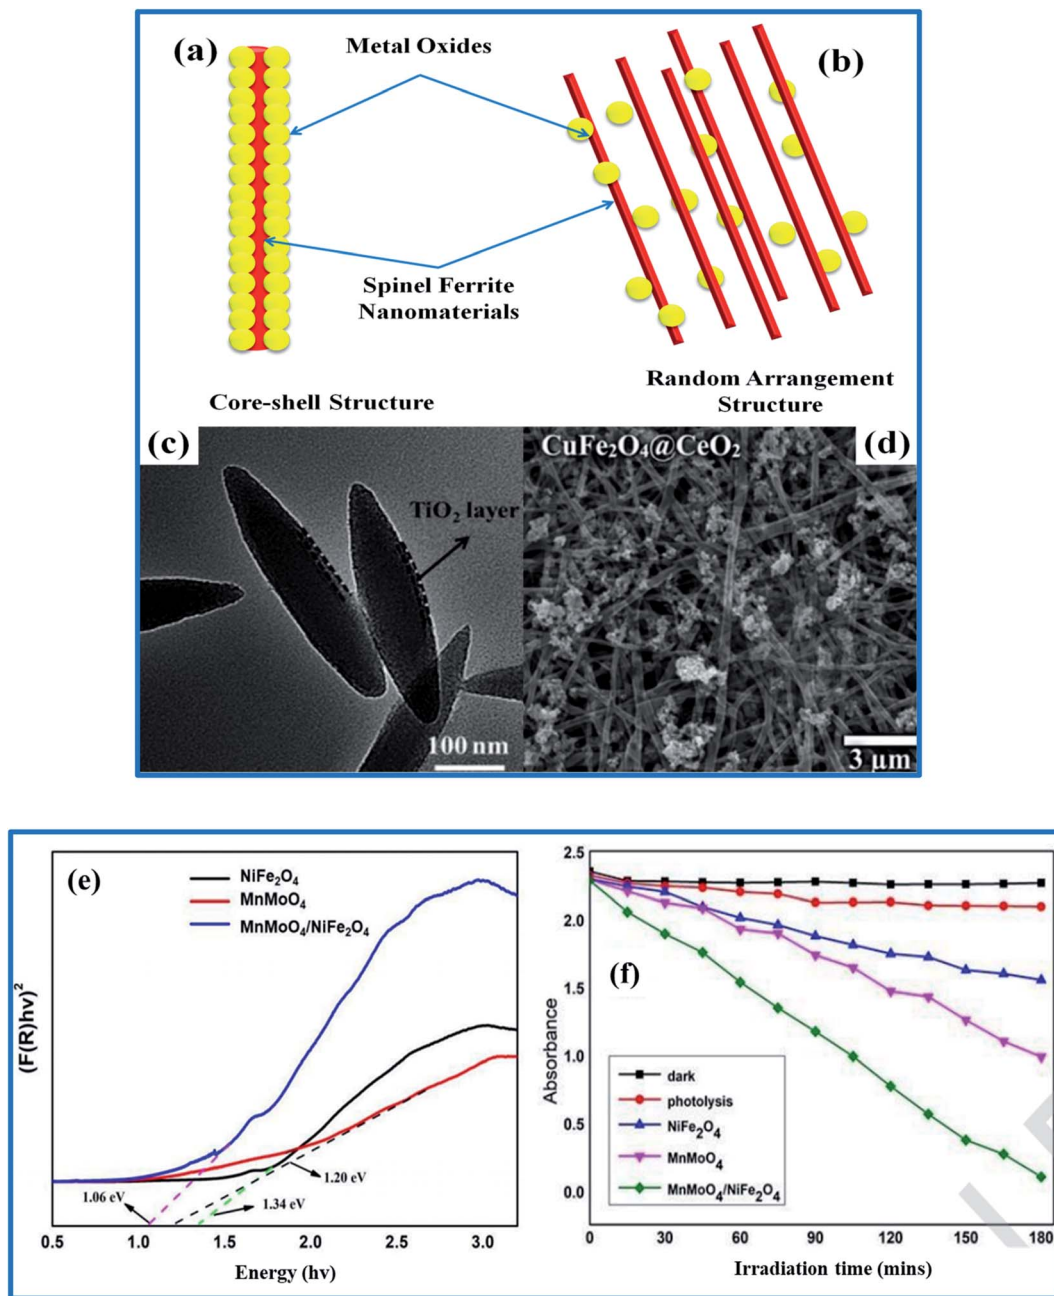 (a)
Metal Oxides
(b)
Spinel Ferrite
Nanomaterials
Core-shell Structure
Random Arrangement
Structure
(c)
TiO₂ layer
100 nm
CuFe₂O₄@CeO₂
(d)
3 µm
(e)
NiFe₂O₄
MnMoO₄
MnMoO₄/NiFe₂O₄
(F(R)hv)²
1.06 eV
1.34 eV
1.20 eV
0.5 1.0 1.5 2.0 2.5 3.0
Energy (hv)
2.5
2.0
1.5
1.0
0.5
0.0
Absorbance
(f)
dark
photolysis
NiFe₂O₄
MnMoO₄
MnMoO₄/NiFe₂O₄
0 30 60 90 120 150 180
Irradiation time (mins)